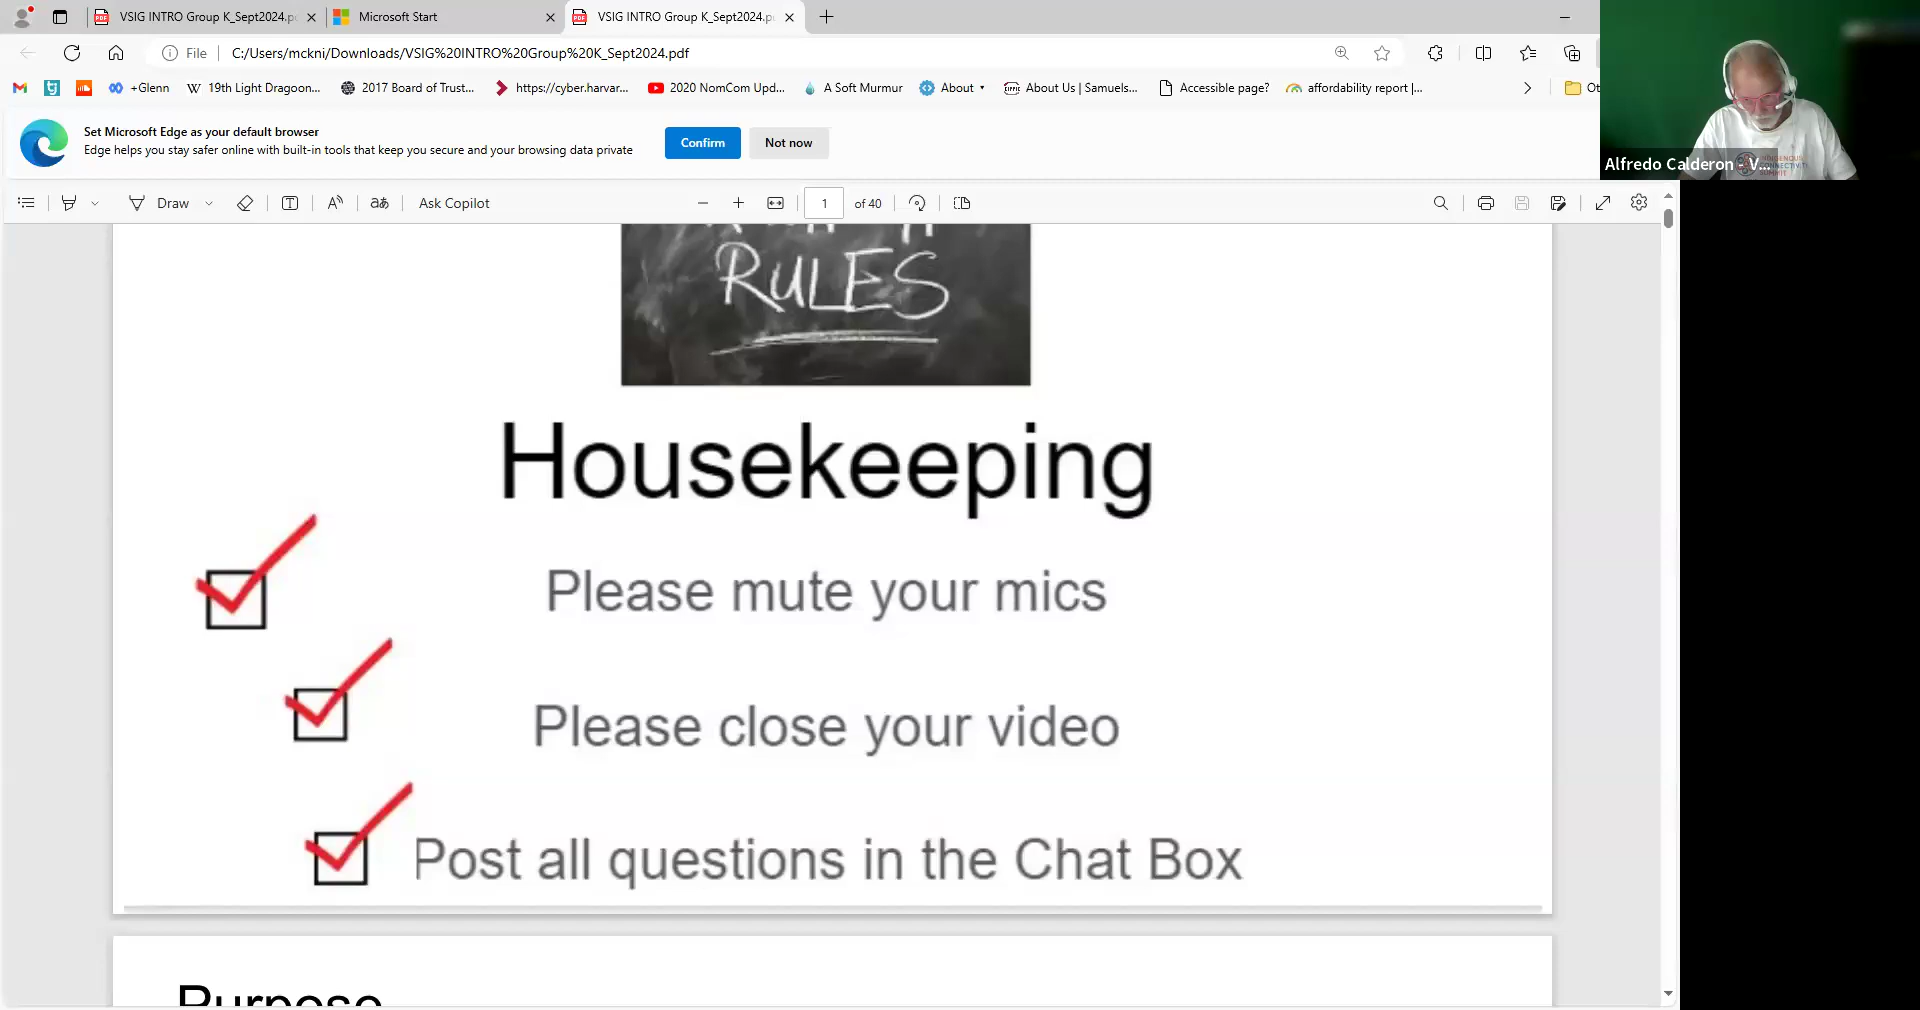 VSIG INTRO Group K_Sept2024.p
Microsoft Start
VSIG INTRO Group K_Sept2024.p
File
C:/Users/mckni/Downloads/VSIG%20INTRO%20Group%20K_Sept2024.pdf
+Glenn
19th Light Dragoon...
2017 Board of Trust...
https://cyber.harvar...
2020 NomCom Upd...
A Soft Murmur
About
About Us | Samuels...
Accessible page?
affordability report |...
Ot
Set Microsoft Edge as your default browser
Edge helps you stay safer online with built-in tools that keep you secure and your browsing data private
Confirm
Not now
Alfredo Calderon - V...
Draw
Ask Copilot
1
of 40
RULES
Housekeeping
Please mute your mics
Please close your video
Post all questions in the Chat Box
Purpose